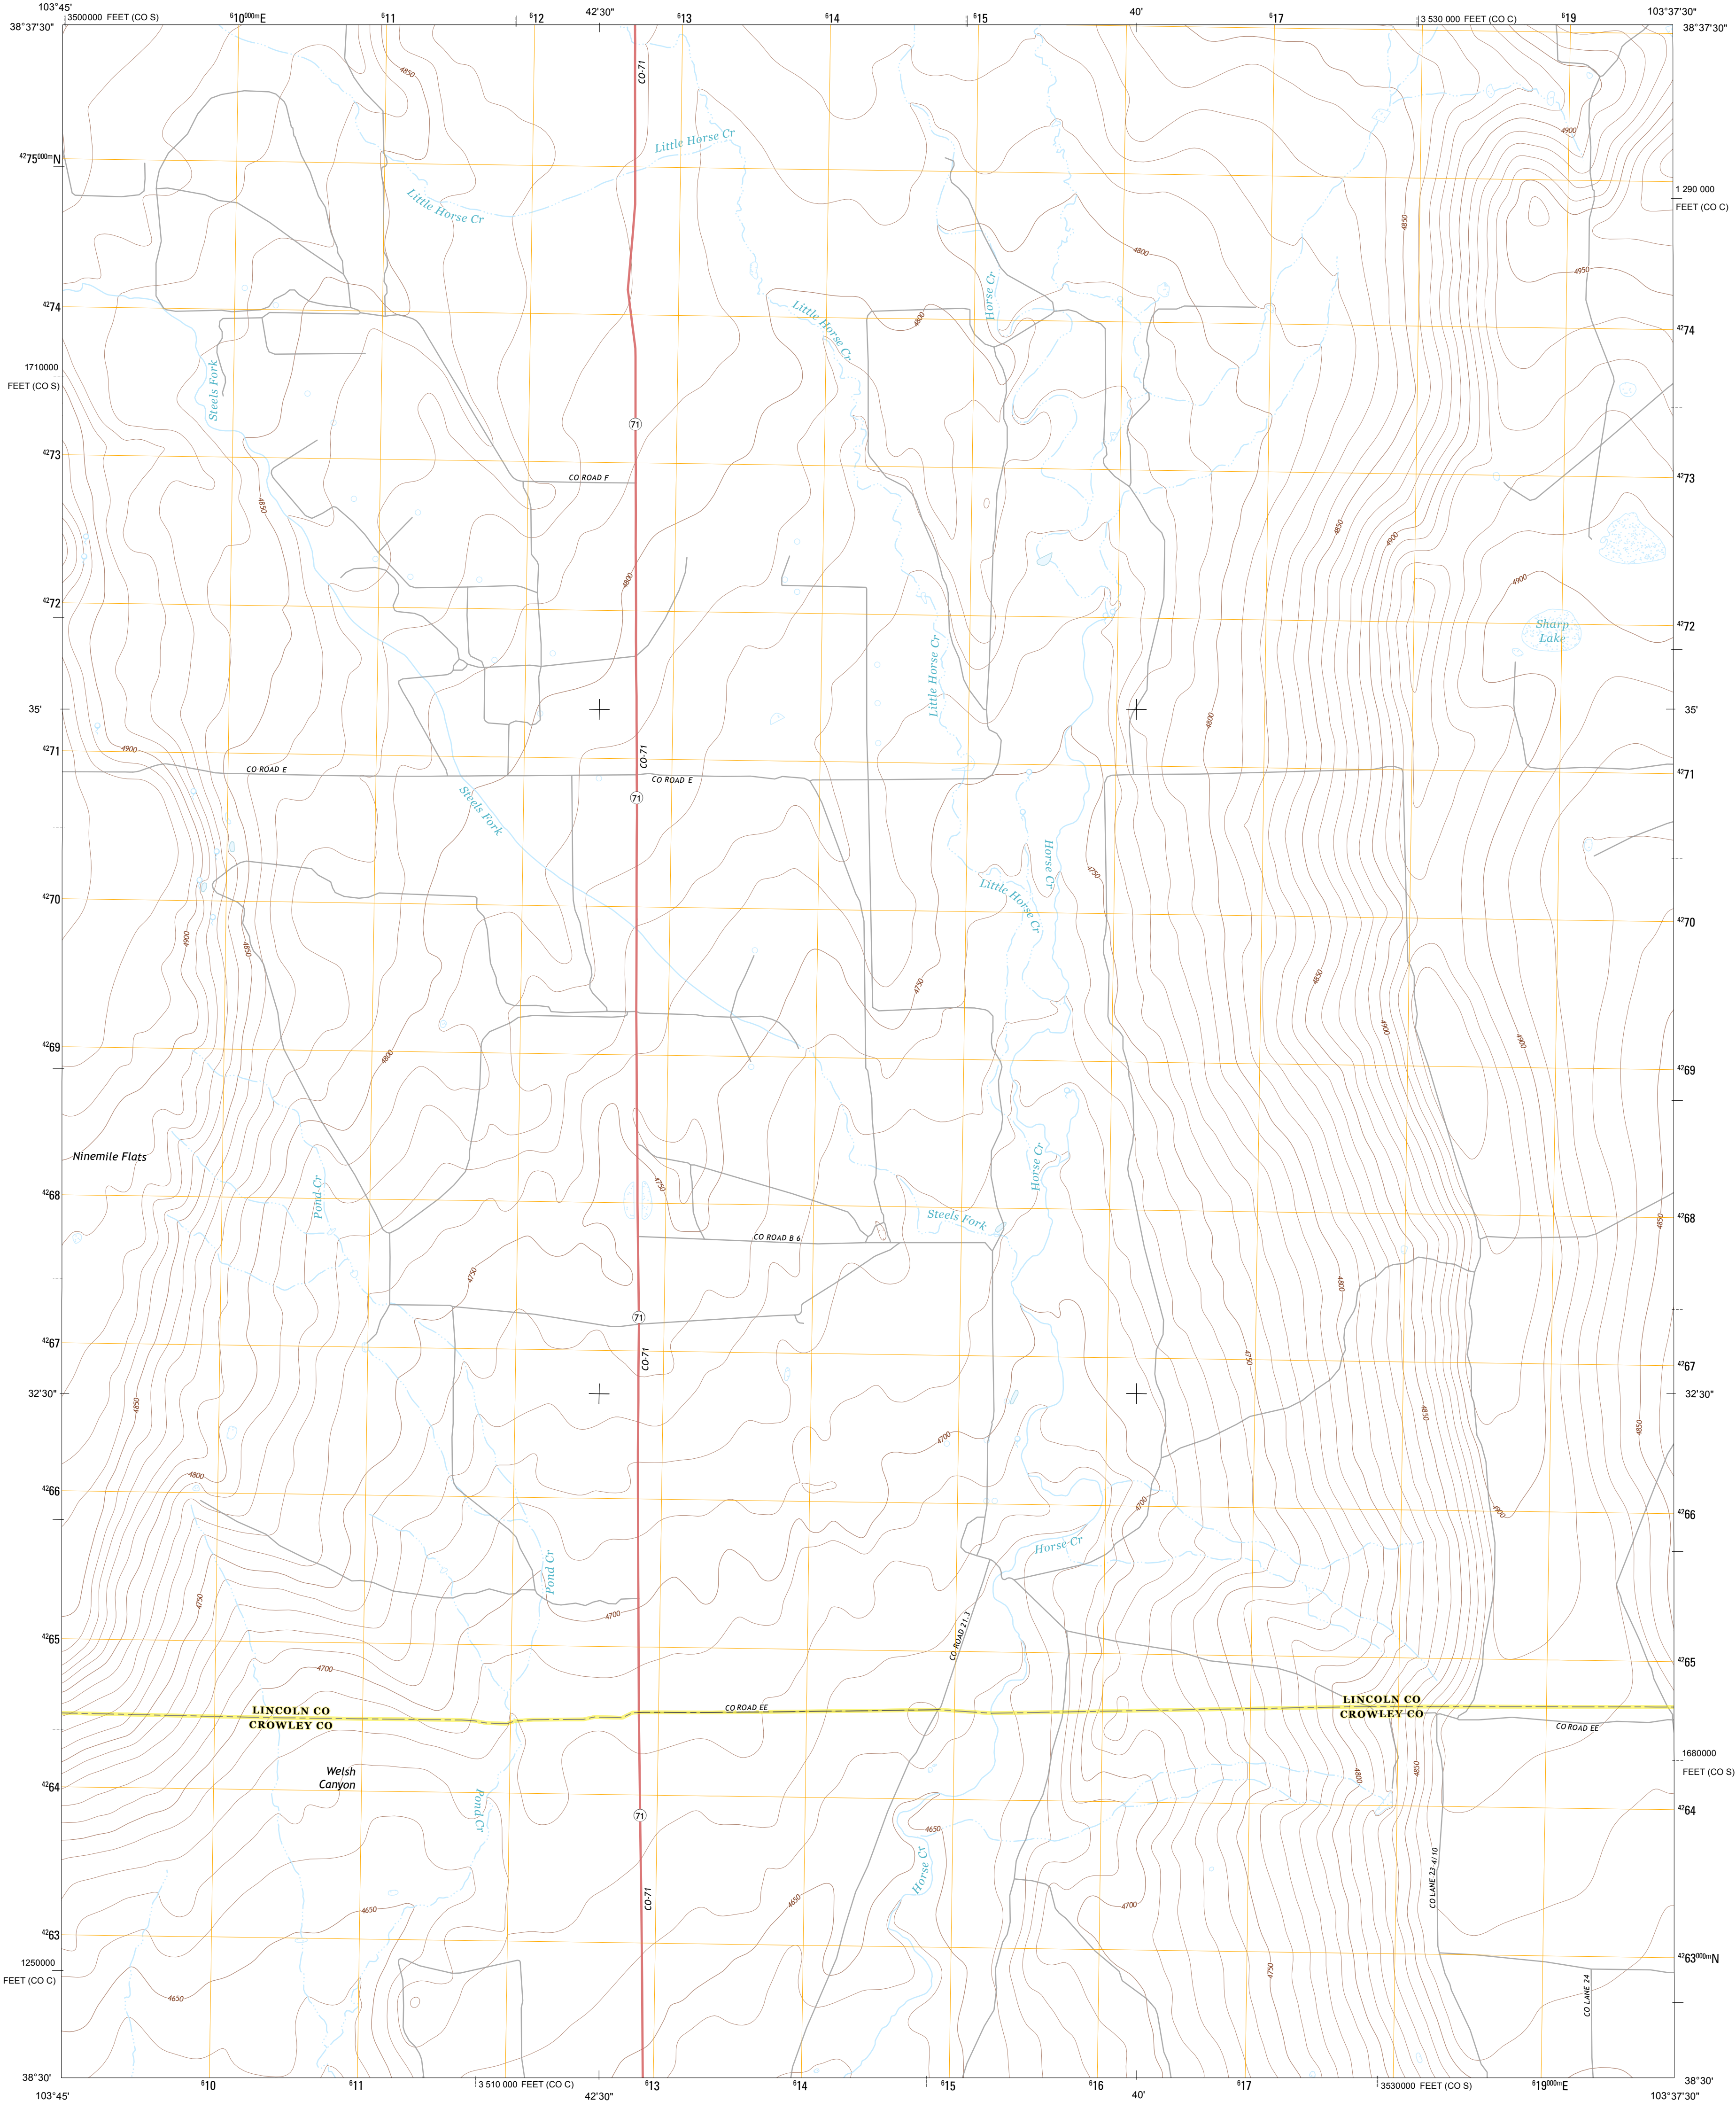 103°45'
3500000 FEET (CO S)
610000mE
611
612
42'30"
613
614
615
40'
617
3 530 000 FEET (CO C)
619
103°37'30"
38°37'30"
38°37'30"
CO-71
4850
4900
Little Horse Cr
4275000mN
Little Horse Cr
1 290 000
FEET (CO C)
4850
4800
4950
Horse Cr
4274
Little Horse Cr
4800
4274
1710000
FEET (CO S)
Steels Fork
71
4273
CO ROAD F
4273
4850
4850
4900
4800
4900
4272
Sharp
Lake
4272
Little Horse Cr
35'
4800
35'
4900
4271
CO-71
CO ROAD E
CO ROAD E
4271
Steels Fork
71
Horse Cr
4750
Little Horse Cr
4270
4270
4900
4850
4750
4850
4900
4900
4269
4800
4269
Ninemile Flats
Pond Cr
4750
Horse Cr
4268
Steels Fork
4268
4850
CO ROAD B 6
4750
4800
71
4267
CO-71
4750
4267
32'30"
32'30"
4850
4850
4850
4700
4800
4266
4700
4900
4266
Horse Cr
Pond Cr
4750
4700
CO ROAD 21.3
4265
4265
4700
LINCOLN CO
CROWLEY CO
CO ROAD EE
LINCOLN CO
CROWLEY CO
CO ROAD EE
1680000
FEET (CO S)
Welsh
Canyon
4264
Pond Cr
4800
4850
71
4264
4650
Horse Cr
CO LANE 23 4/10
CO-71
4650
4650
4700
4263
4263000mN
1250000
FEET (CO C)
4650
4750
CO LANE 24
38°30'
38°30'
103°45'
610
611
3 510 000 FEET (CO C)
42'30"
613
614
615
616
40'
617
3530000 FEET (CO S)
619000mE
103°37'30"